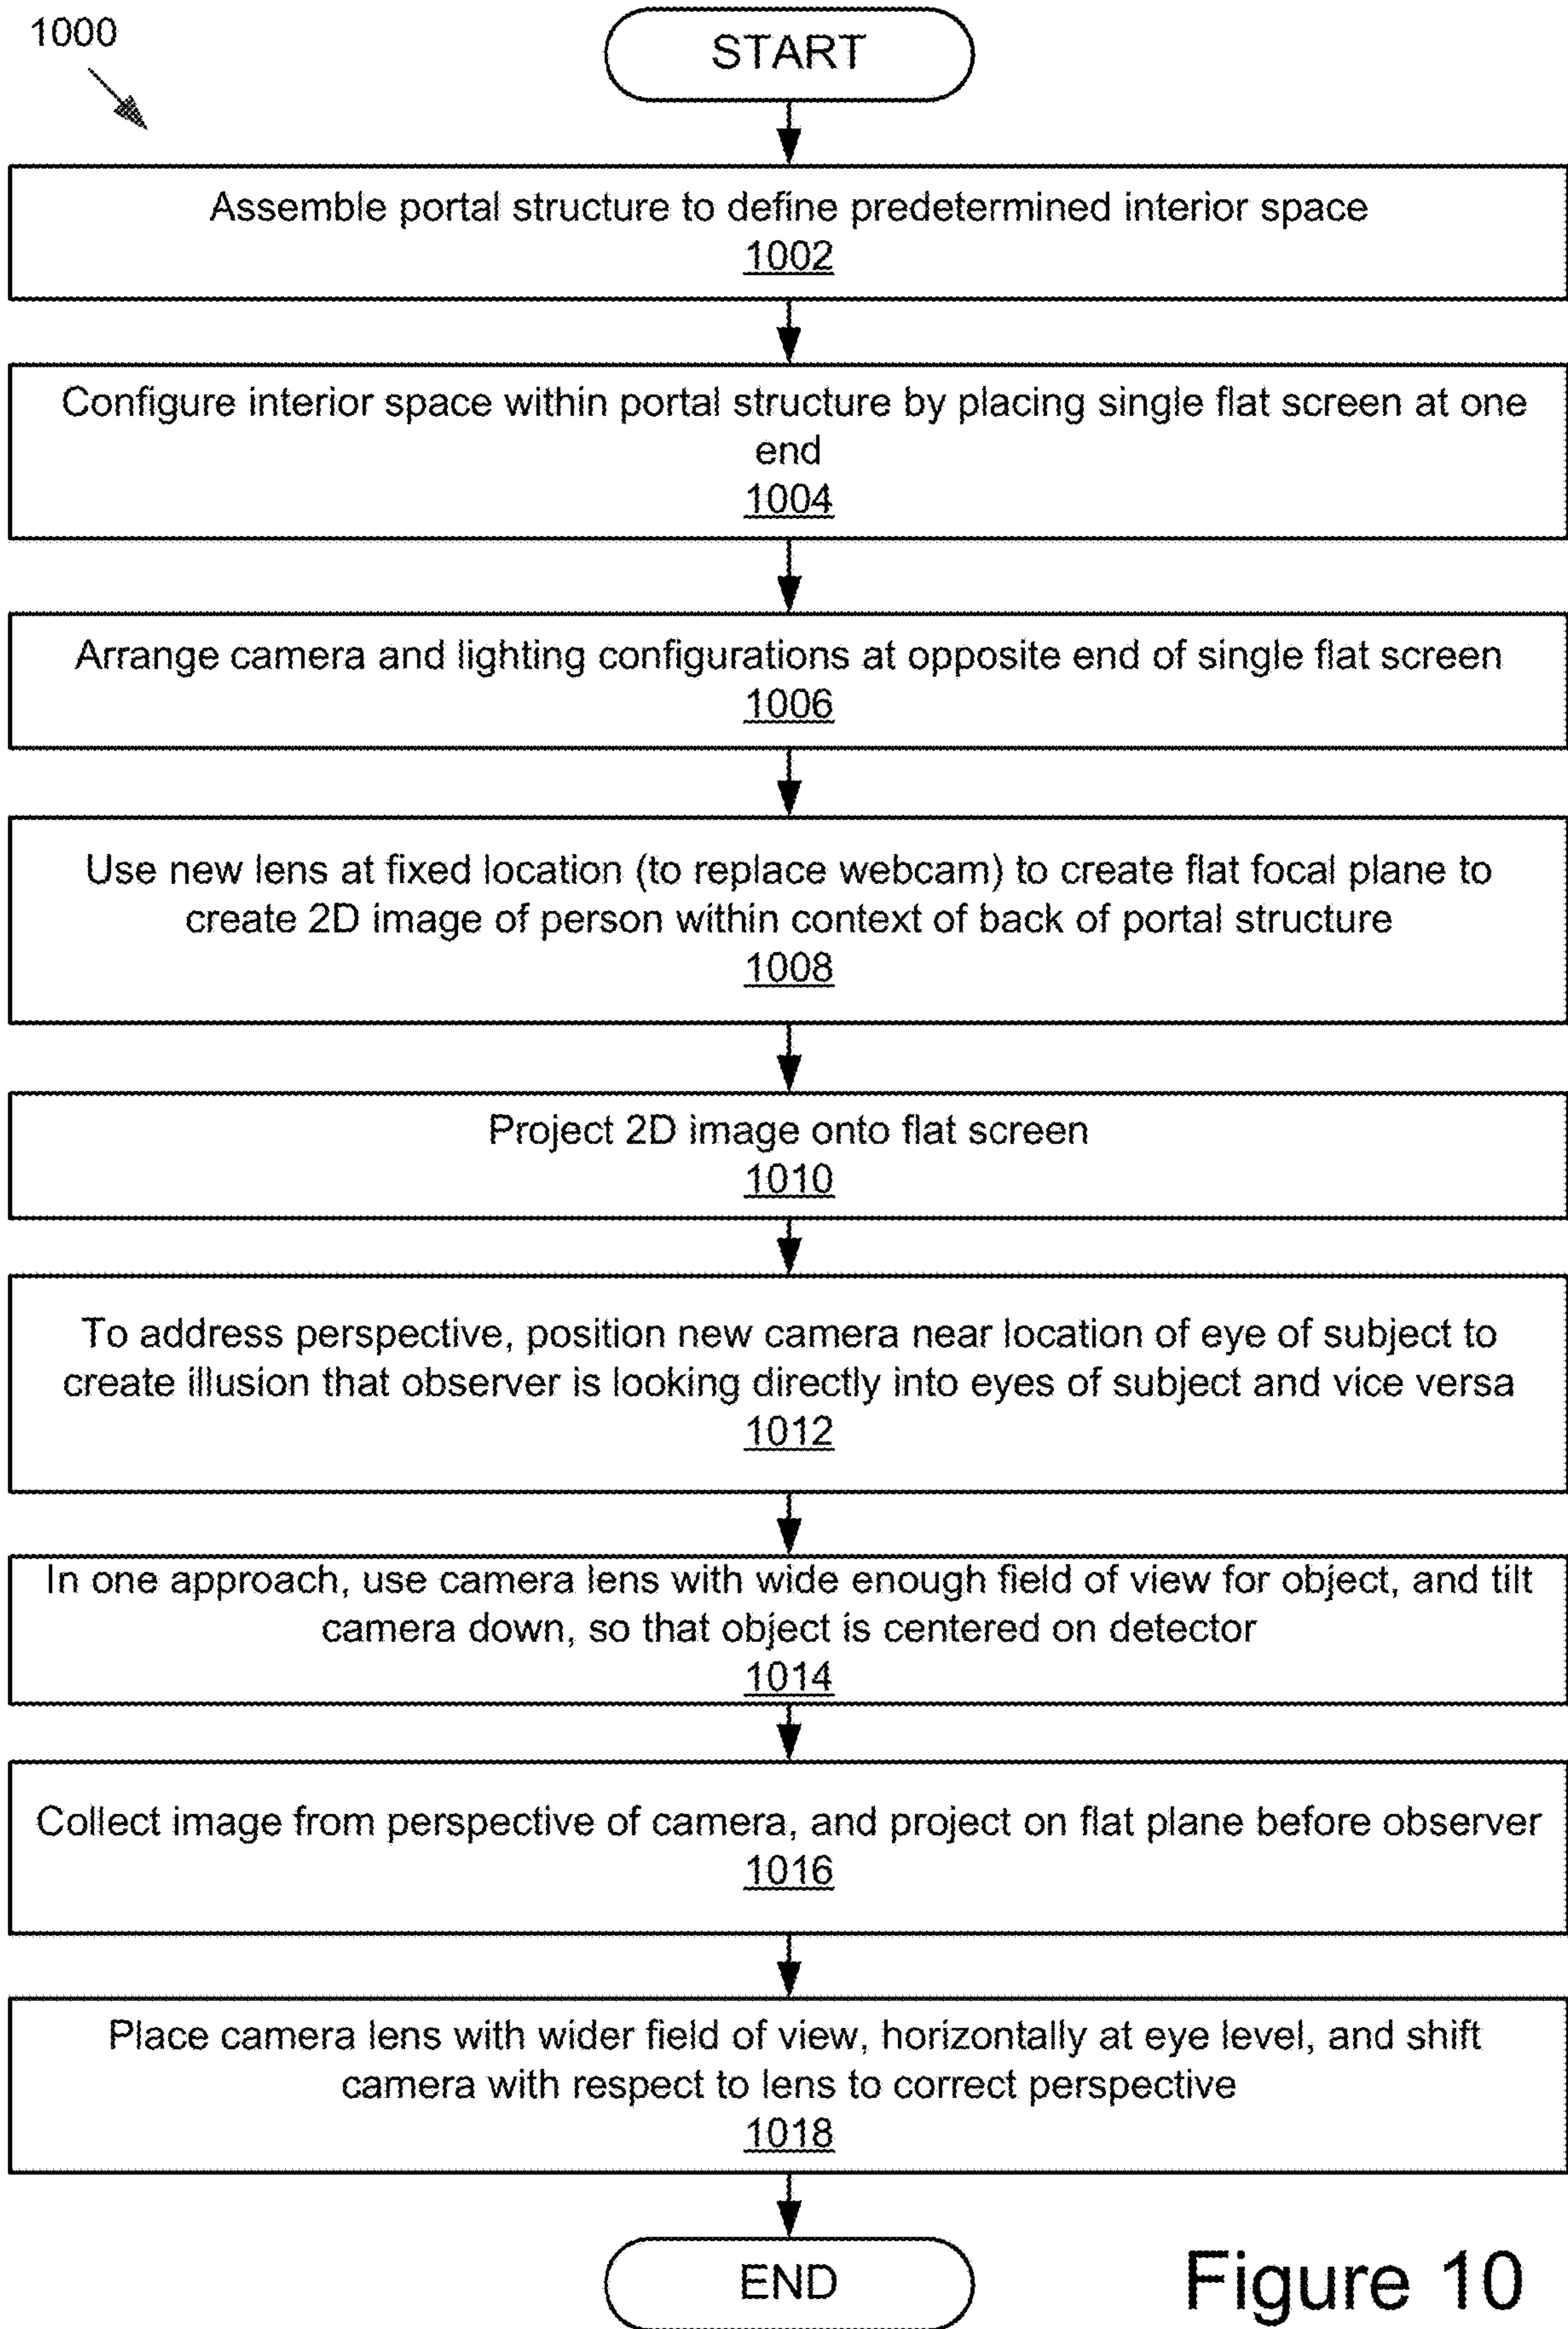 1000
START
Assemble portal structure to define predetermined interior space
1002
Configure interior space within portal structure by placing single flat screen at one
end
1004
Arrange camera and lighting configurations at opposite end of single flat screen
1006
Use new lens at fixed location (to replace webcam) to create flat focal plane to
create 2D image of person within context of back of portal structure
1008
Project 2D image onto flat screen
1010
To address perspective, position new camera near location of eye of subject to
create illusion that observer is looking directly into eyes of subject and vice versa
1012
In one approach, use camera lens with wide enough field of view for object, and tilt
camera down, so that object is centered on detector
1014
Collect image from perspective of camera, and project on flat plane before observer
1016
Place camera lens with wider field of view, horizontally at eye level, and shift
camera with respect to lens to correct perspective
1018
END
Figure 10